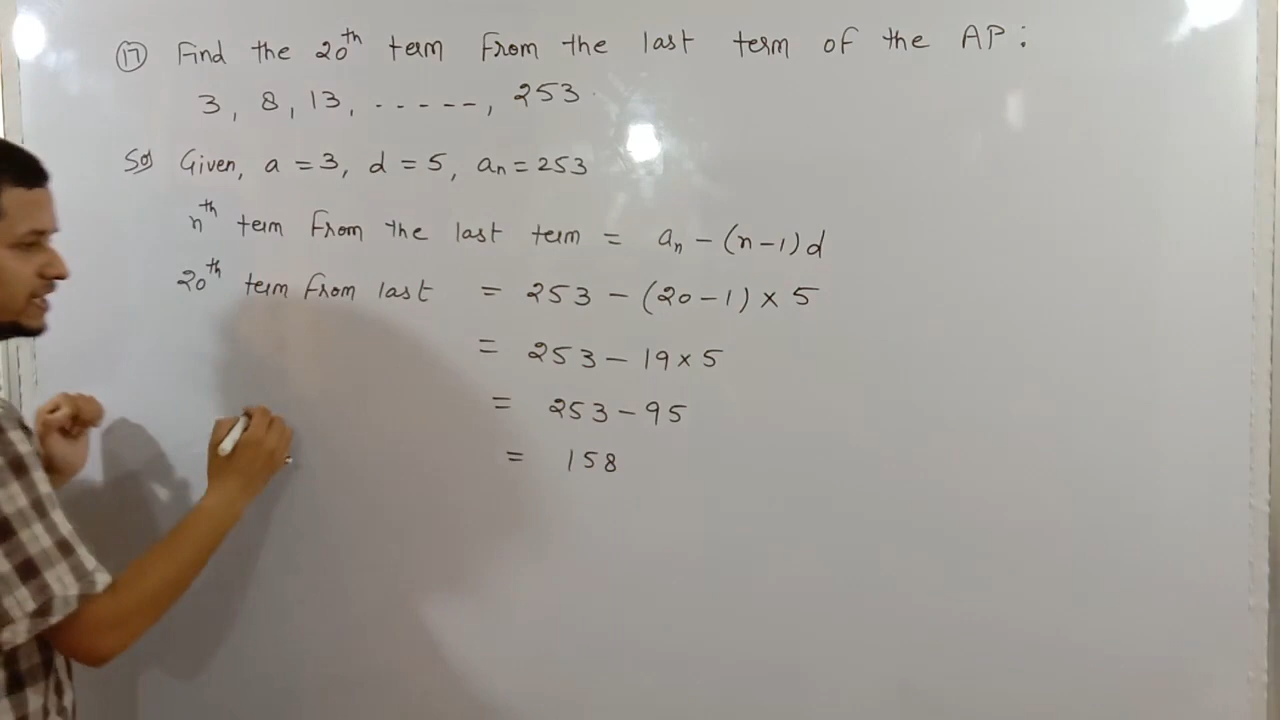 ⑰ Find the 20th term from the last term of the AP:
3, 8, 13, -----, 253.
Sol Given, a = 3, d = 5, an = 253
nth term from the last term = an - (n-1)d
20th term from last = 253 - (20-1) × 5
= 253 - 19 × 5
= 253 - 95
= 158